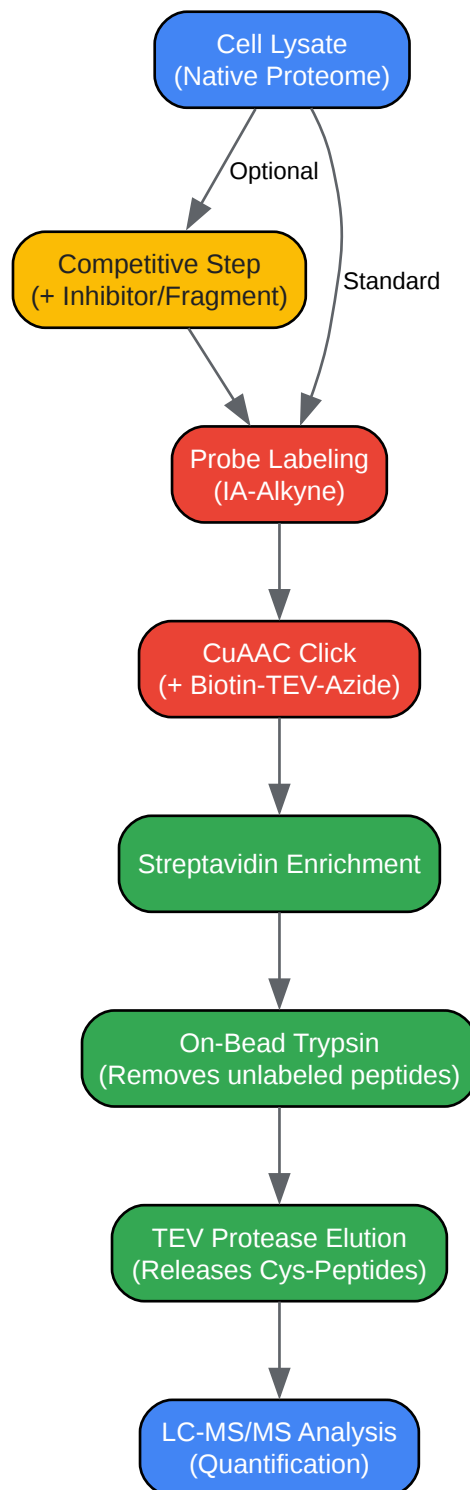 Cell Lysate
(Native Proteome)
Optional
Competitive Step
(+ Inhibitor/Fragment)
Standard
Probe Labeling
(IA-Alkyne)
CuAAC Click
(+ Biotin-TEV-Azide)
Streptavidin Enrichment
On-Bead Trypsin
(Removes unlabeled peptides)
TEV Protease Elution
(Releases Cys-Peptides)
LC-MS/MS Analysis
(Quantification)